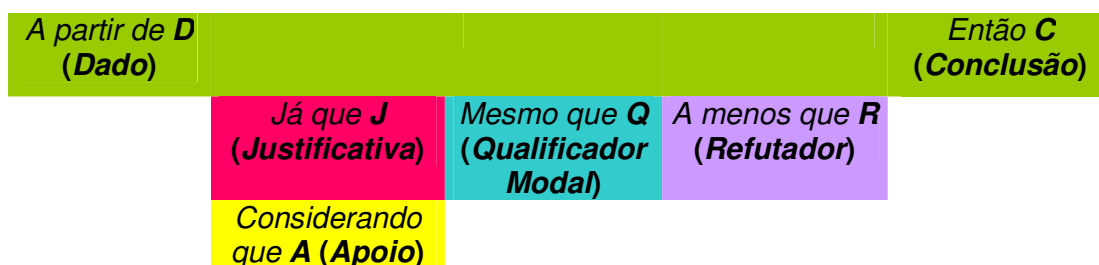 A partir de D
(Dado)
Então C
(Conclusão)
Já que J
(Justificativa)
Mesmo que Q
(Qualificador
Modal)
A menos que R
(Refutador)
Considerando
que A (Apoio)